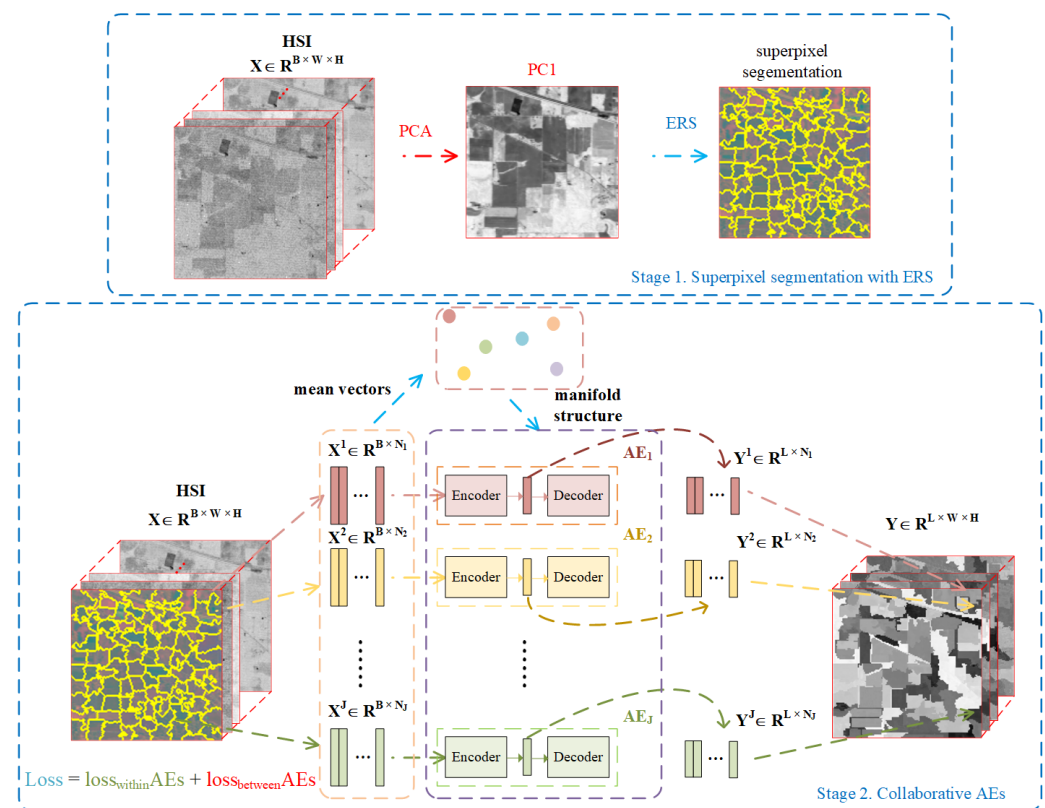 HSI
X ∈ R^{B × W × H}
PCA
PC1
ERS
superpixel
segementation
Stage 1. Superpixel segmentation with ERS
mean vectors
manifold
structure
HSI
X ∈ R^{B × W × H}
X^1 ∈ R^{B × N_1}
...
AE_1
Encoder
Decoder
Y^1 ∈ R^{L × N_1}
...
X^2 ∈ R^{B × N_2}
...
AE_2
Encoder
Decoder
Y^2 ∈ R^{L × N_2}
...
Y ∈ R^{L × W × H}
X^J ∈ R^{B × N_J}
...
AE_J
Encoder
Decoder
Y^J ∈ R^{L × N_J}
...
Loss = loss_{within}AEs + loss_{between}AEs
Stage 2. Collaborative AEs